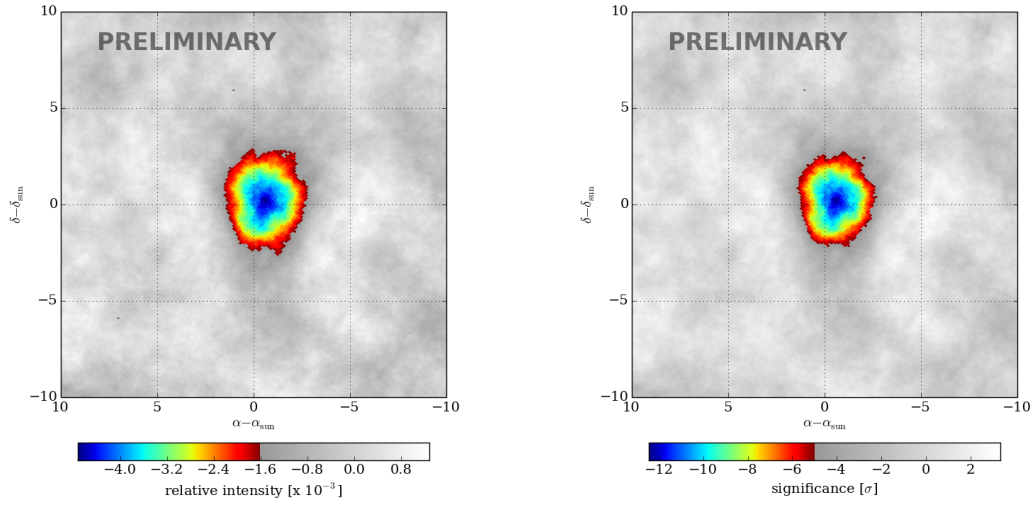 PRELIMINARY
10
5
0
−5
−10
δ−δsun
10 5 0 −5 −10
α−αsun
−4.0 −3.2 −2.4 −1.6 −0.8 0.0 0.8
relative intensity [x 10⁻³]
PRELIMINARY
10
5
0
−5
−10
δ−δsun
10 5 0 −5 −10
α−αsun
−12 −10 −8 −6 −4 −2 0 2
significance [σ]